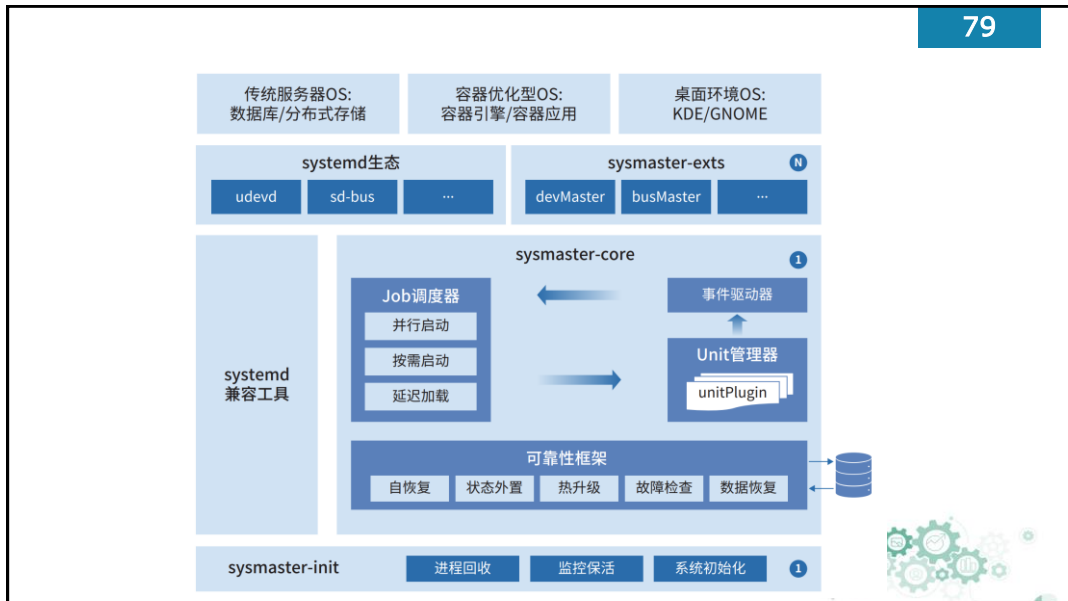 79
传统服务器OS:
数据库/分布式存储
容器优化型OS:
容器引擎/容器应用
桌面环境OS:
KDE/GNOME
systemd生态
udevd
sd-bus
...
sysmaster-exts
N
devMaster
busMaster
...
systemd
兼容工具
sysmaster-core
1
Job调度器
并行启动
按需启动
延迟加载
事件驱动器
Unit管理器
unitPlugin
可靠性框架
自恢复
状态外置
热升级
故障检查
数据恢复
sysmaster-init
进程回收
监控保活
系统初始化
1